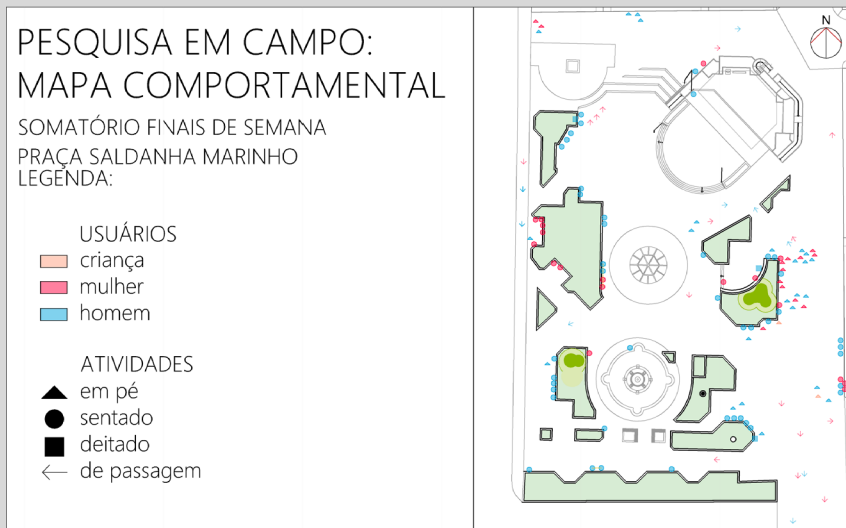 PESQUISA EM CAMPO:
MAPA COMPORTAMENTAL
SOMATÓRIO FINAIS DE SEMANA
PRAÇA SALDANHA MARINHO
LEGENDA:
USUÁRIOS
criança
mulher
homem
ATIVIDADES
em pé
sentado
deitado
de passagem
N